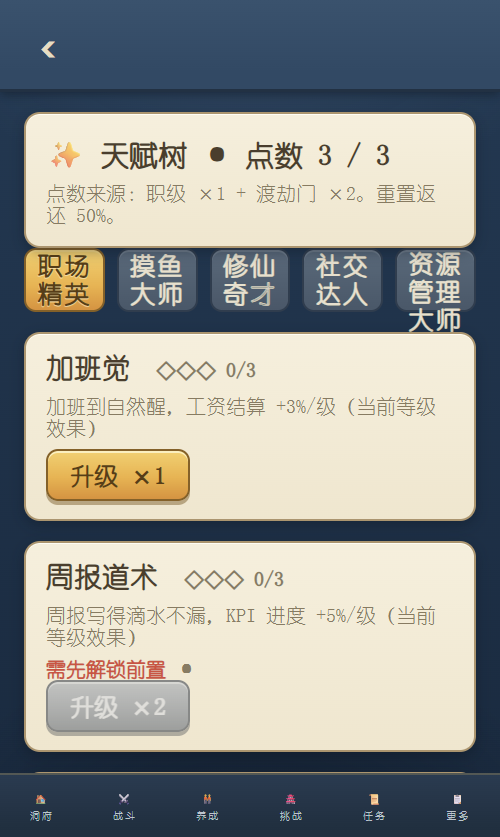 天赋树 • 点数 3 / 3
点数来源: 职级 ×1 + 渡劫门 ×2。重置返
还 50%。
职场
精英
摸鱼
大师
修仙
奇才
社交
达人
资源
管理
大师
加班觉 ◇◇◇ 0/3
加班到自然醒, 工资结算 +3%/级 (当前等级
效果)
升级 ×1
周报道术 ◇◇◇ 0/3
周报写得滴水不漏, KPI 进度 +5%/级 (当前
等级效果)
需先解锁前置 •
升级 ×2
洞府
战斗
养成
挑战
任务
更多